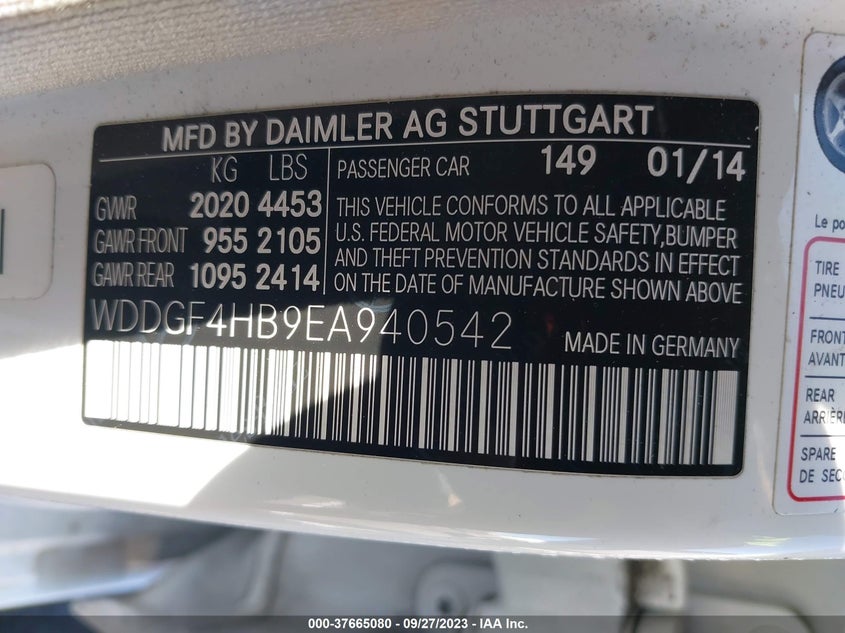 MFD BY DAIMLER AG STUTTGART
KG LBS
GVWR 2020 4453
GAWR FRONT 955 2105
GAWR REAR 1095 2414
PASSENGER CAR 149 01/14
THIS VEHICLE CONFORMS TO ALL APPLICABLE
U.S. FEDERAL MOTOR VEHICLE SAFETY,BUMPER
AND THEFT PREVENTION STANDARDS IN EFFECT
ON THE DATE OF MANUFACTURE SHOWN ABOVE
WDDGF4HB9EA940542
MADE IN GERMANY
Le
TIRE
FRONT
AVANT
REAR
SPARE
DE
000-37665080 - 09/27/2023 - IAA Inc.